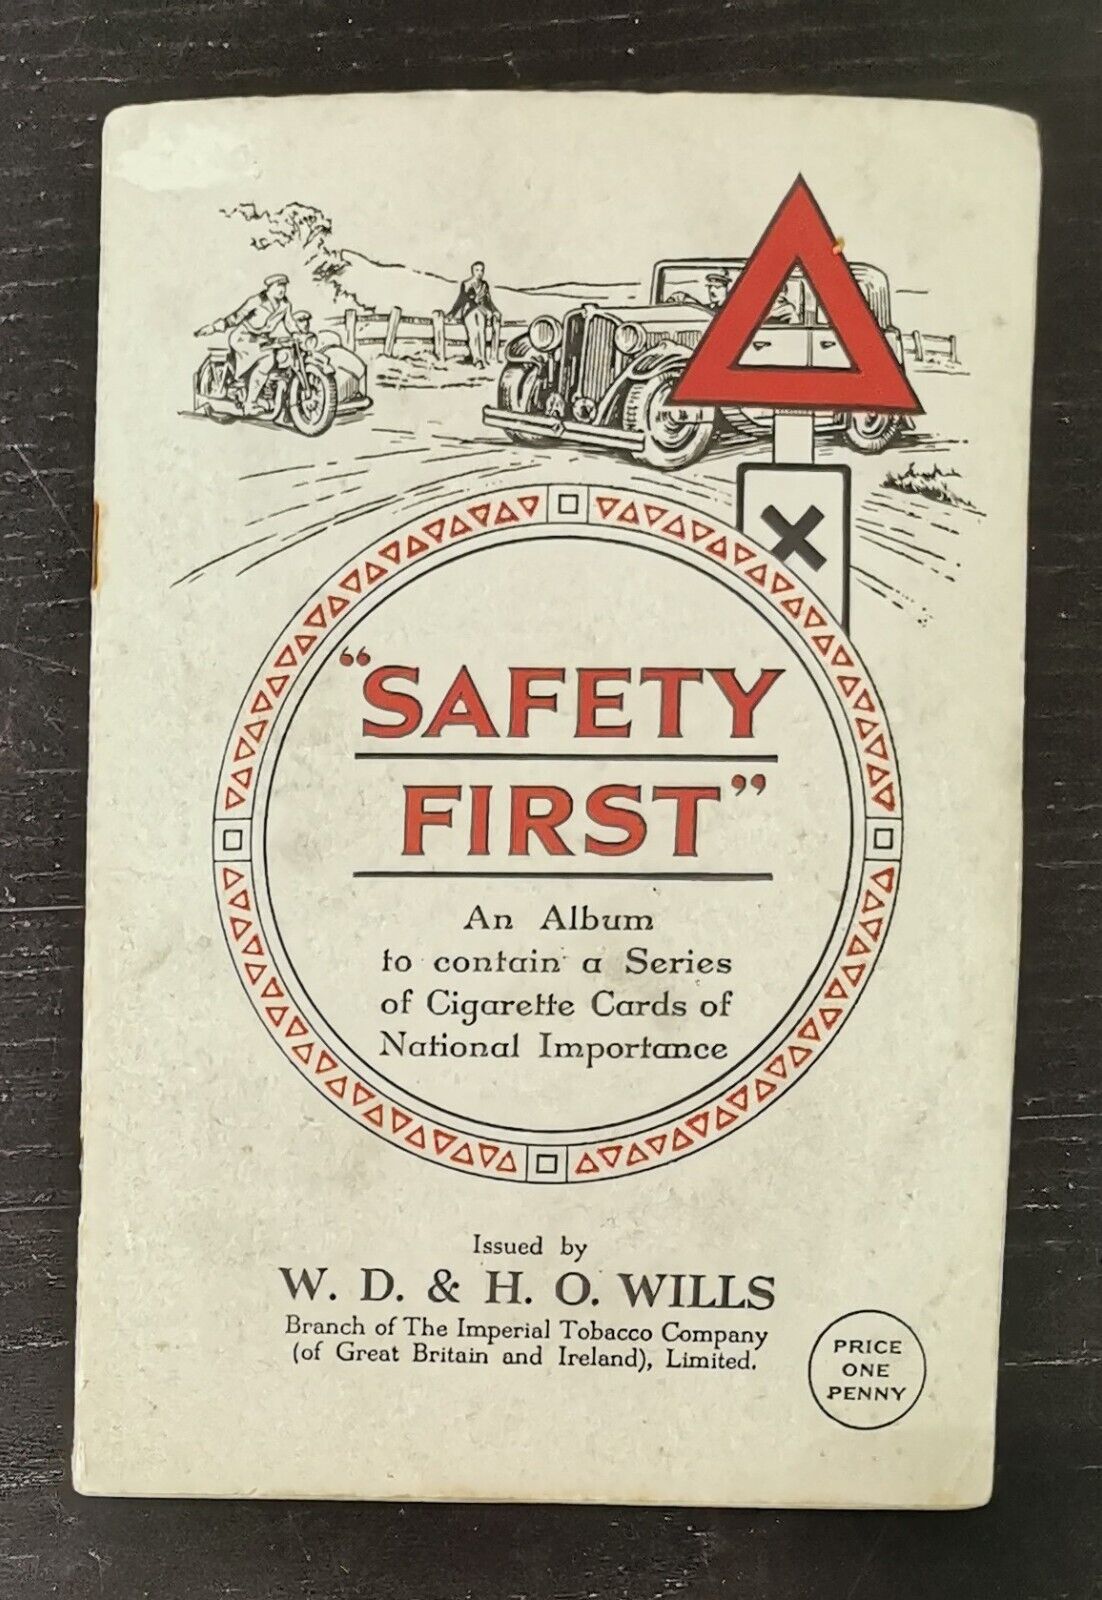 "SAFETY
FIRST"
An Album
to contain a Series
of Cigarette Cards of
National Importance
Issued by
W. D. & H. O. WILLS
Branch of The Imperial Tobacco Company
(of Great Britain and Ireland), Limited.
PRICE
ONE
PENNY